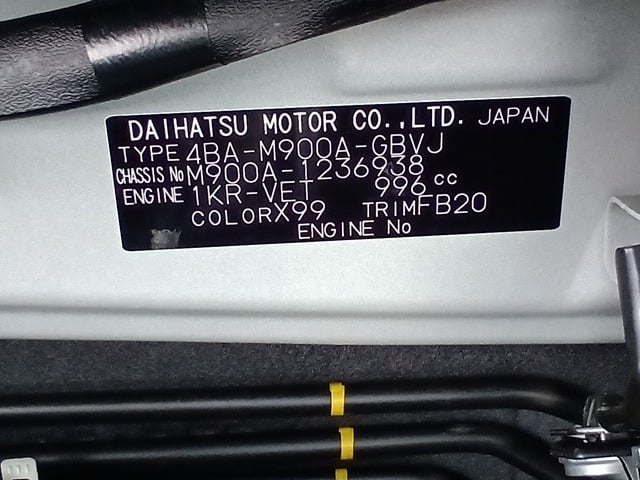 DAIHATSU MOTOR CO.,LTD. JAPAN
TYPE 4BA-M900A-GBVJ
CHASSIS No M900A-1236938
ENGINE 1KR-VET 996 cc
COLOR X99 TRIM FB20
ENGINE No